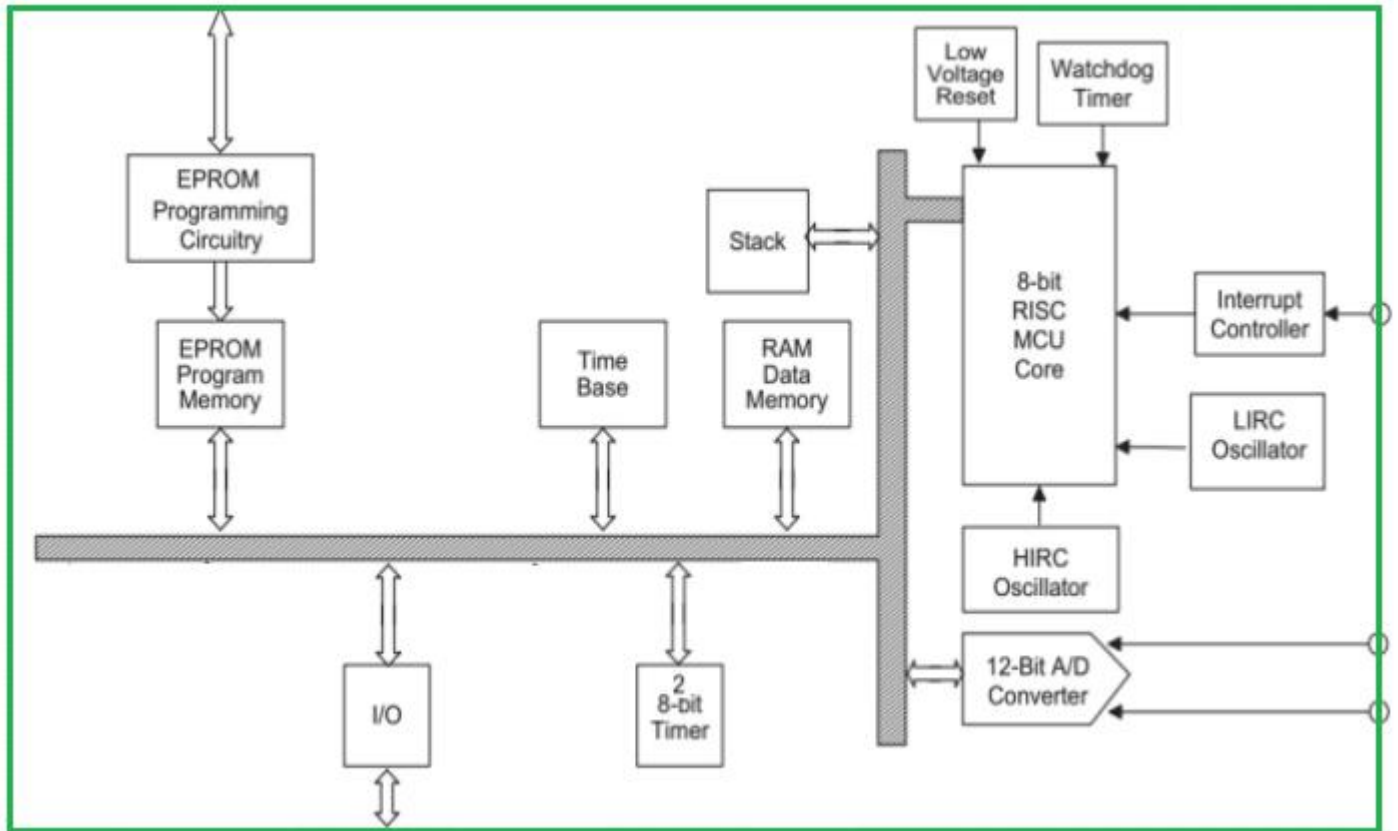 Low
Voltage
Reset
Watchdog
Timer
EPROM
Programming
Circuitry
Stack
8-bit
RISC
MCU
Core
Interrupt
Controller
EPROM
Program
Memory
Time
Base
RAM
Data
Memory
LIRC
Oscillator
HIRC
Oscillator
I/O
2
8-bit
Timer
12-Bit A/D
Converter